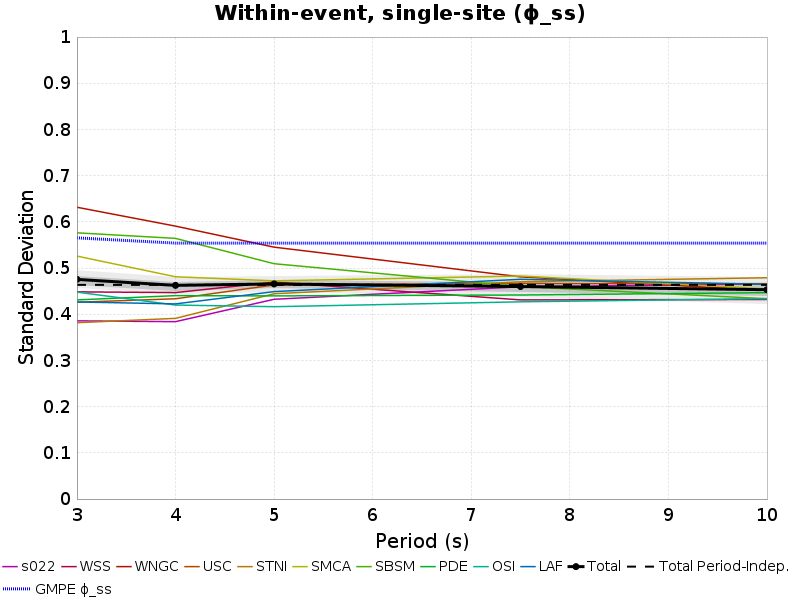 Within-event, single-site (ϕ_ss)
1
0.9
0.8
0.7
0.6
0.5
0.4
0.3
0.2
0.1
0
Standard Deviation
3 4 5 6 7 8 9 10
Period (s)
s022 WSS WNGC USC STNI SMCA SBSM PDE OSI LAF Total Total Period-Indep.
GMPE ϕ_ss